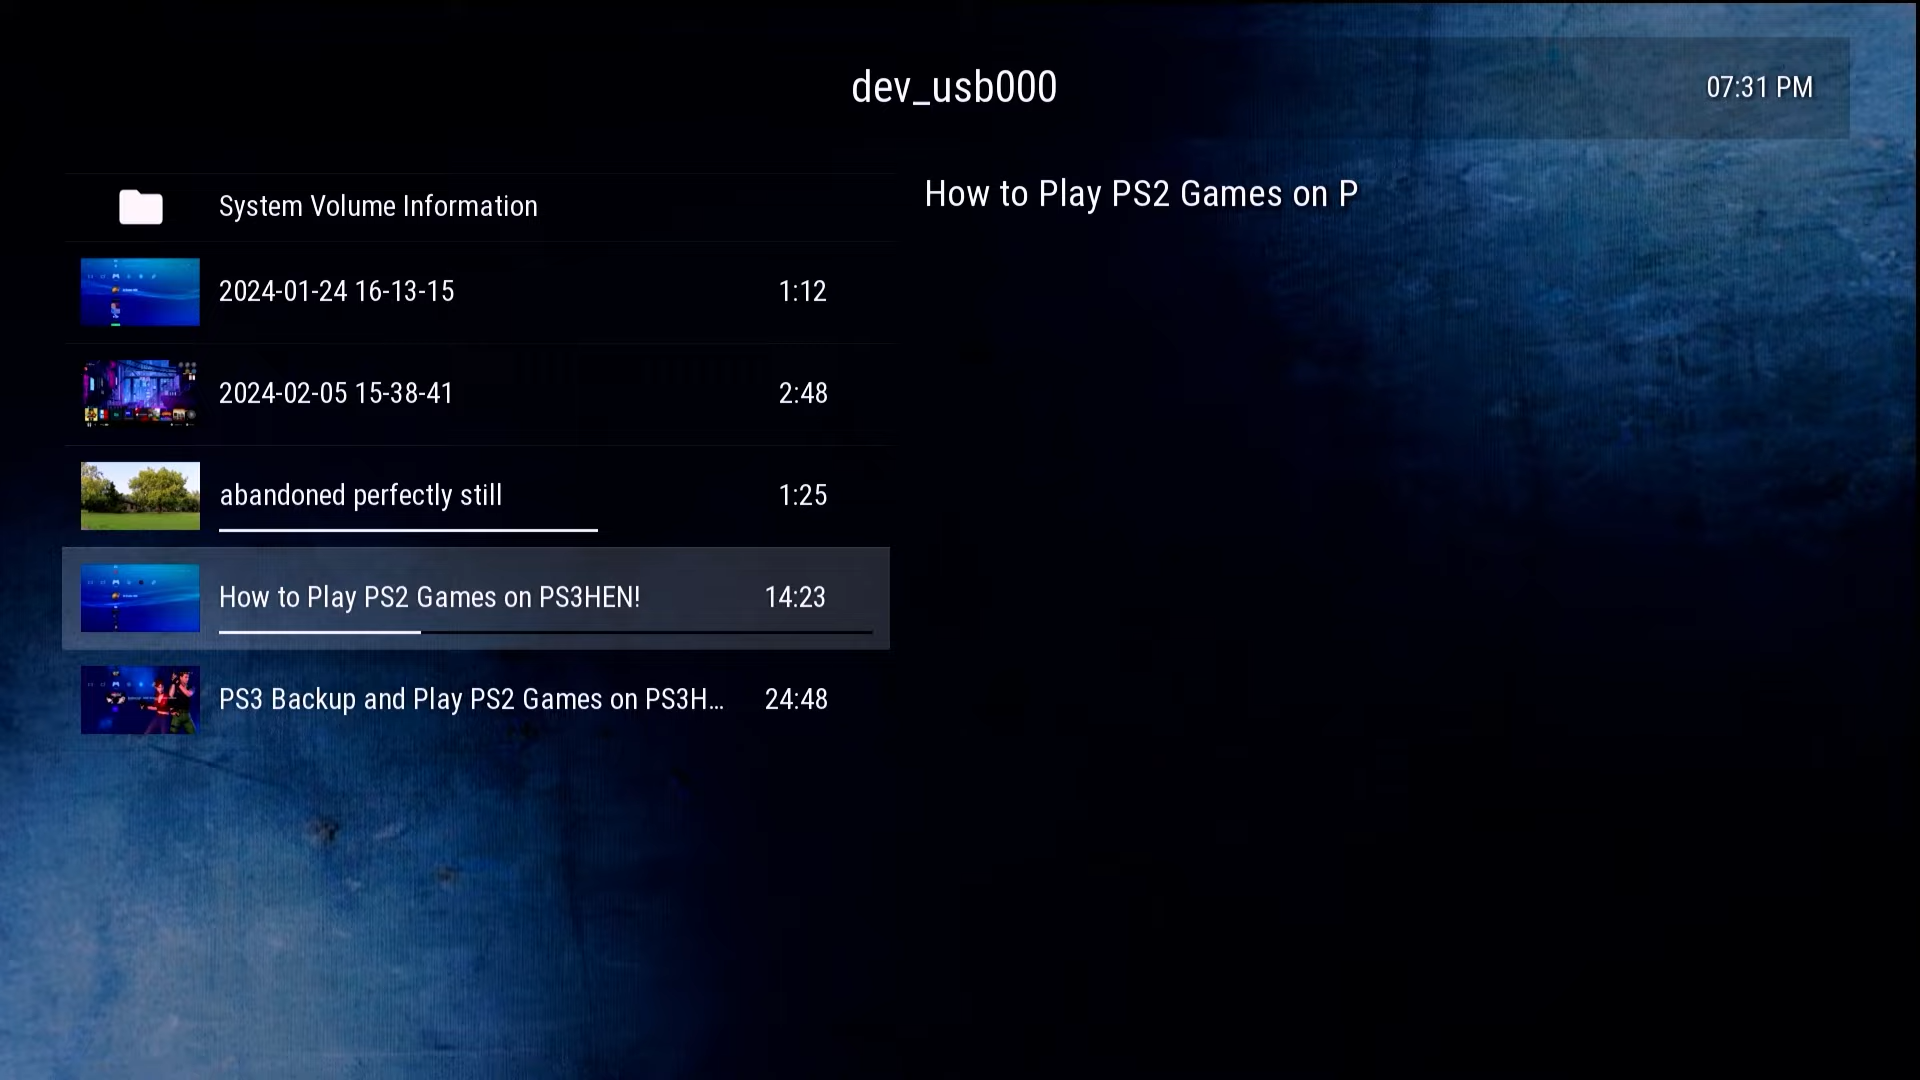 dev_usb000
07:31 PM
System Volume Information
How to Play PS2 Games on P
2024-01-24 16-13-15 1:12
2024-02-05 15-38-41 2:48
abandoned perfectly still 1:25
How to Play PS2 Games on PS3HEN! 14:23
PS3 Backup and Play PS2 Games on PS3H... 24:48